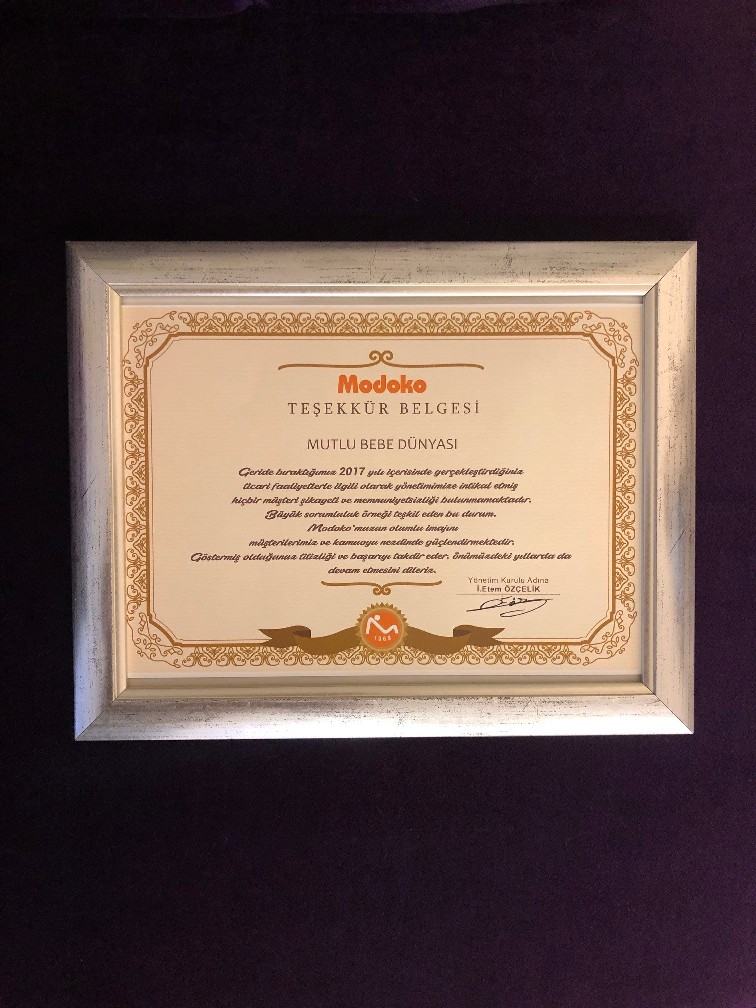 Modoko
TEŞEKKÜR BELGESİ
MUTLU BEBE DÜNYASI
Geride bıraktığımız 2017 yılı içerisinde gerçekleştirdiğiniz
ticari faaliyetlerle ilgili olarak yönetimimize intikal etmiş
hiçbir müşteri şikayeti ve memnuniyetsizliği bulunmamaktadır.
Büyük sorumluluk örneği teşkil eden bu durum,
Modoko'muzun olumlu imajını
müşterilerimiz ve kamuoyu nezdinde güçlendirmektedir.
Göstermiş olduğunuz titizliği ve başarıyı takdir eder, önümüzdeki yıllarda da
devam etmesini dileriz.
Yönetim Kurulu Adına
İ.Etem ÖZÇELİK
1969